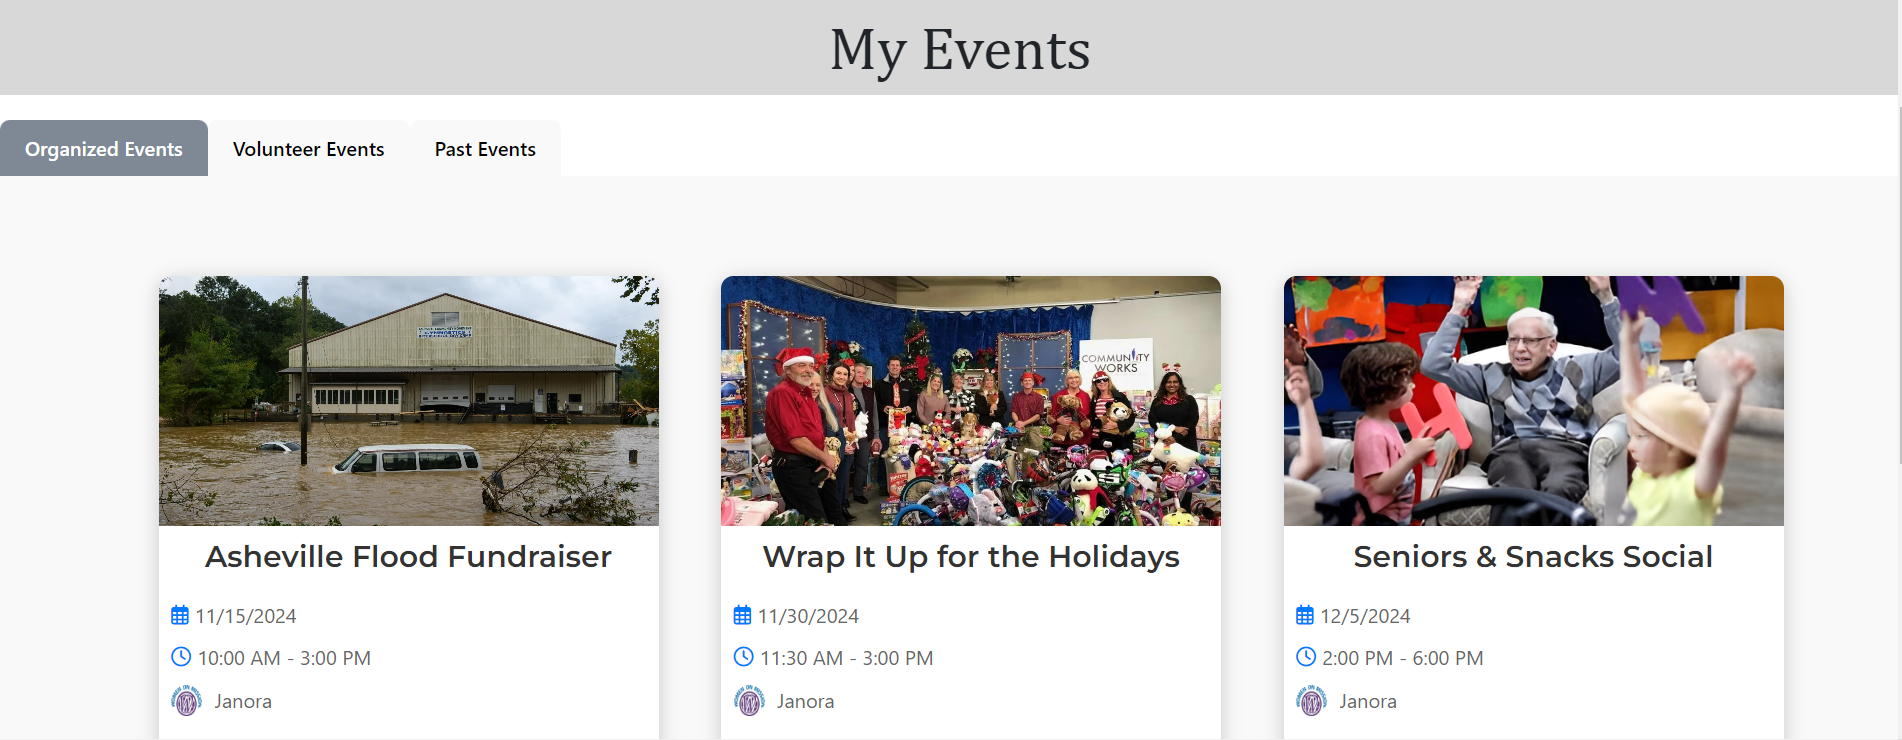 My Events
Organized Events
Volunteer Events
Past Events
COMMUNITY
WORKS
Asheville Flood Fundraiser
11/15/2024
10:00 AM - 3:00 PM
Janora
Wrap It Up for the Holidays
11/30/2024
11:30 AM - 3:00 PM
Janora
Seniors & Snacks Social
12/5/2024
2:00 PM - 6:00 PM
Janora